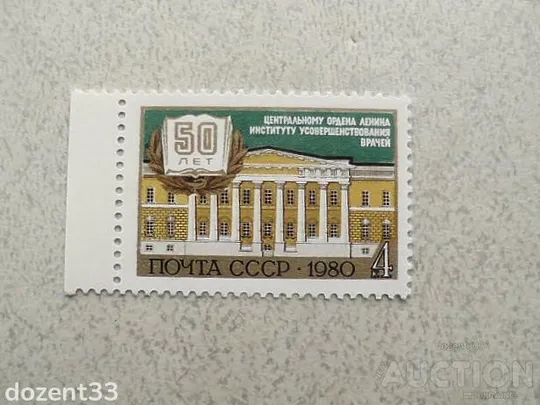 ЦЕНТРАЛЬНОМУ ОРДЕНА ЛЕНИНА
ИНСТИТУТУ УСОВЕРШЕНСТВОВАНИЯ
ВРАЧЕЙ
50
ЛЕТ
ПОЧТА СССР · 1980 4
AUCTION
dozent33